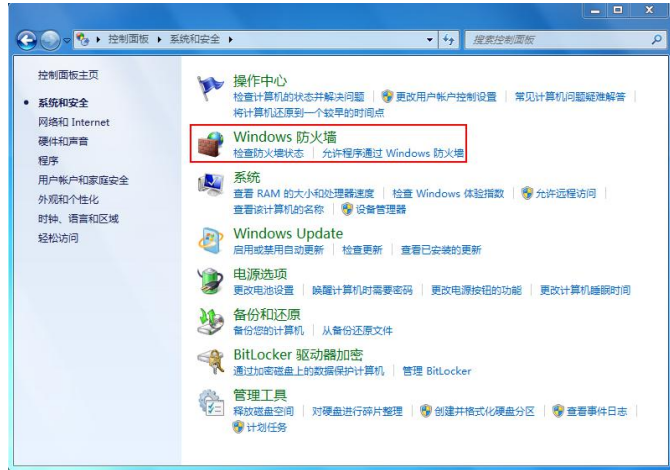 控制面板 系统和安全
搜索控制面板
控制面板主页
系统和安全
网络和 Internet
硬件和声音
程序
用户帐户和家庭安全
外观和个性化
时钟、语言和区域
轻松访问
操作中心
检查计算机的状态并解决问题 更改用户帐户控制设置 常见计算机问题疑难解答
将计算机还原到一个较早的时间点
Windows 防火墙
检查防火墙状态 允许程序通过 Windows 防火墙
系统
查看 RAM 的大小和处理器速度 检查 Windows 体验指数 允许远程访问
查看该计算机的名称 设备管理器
Windows Update
启用或禁用自动更新 检查更新 查看已安装的更新
电源选项
更改电池设置 唤醒计算机时需要密码 更改电源按钮的功能 更改计算机睡眠时间
备份和还原
备份您的计算机 从备份还原文件
BitLocker 驱动器加密
通过加密磁盘上的数据保护计算机 管理 BitLocker
管理工具
释放磁盘空间 对硬盘进行碎片整理 创建并格式化硬盘分区 查看事件日志
计划任务